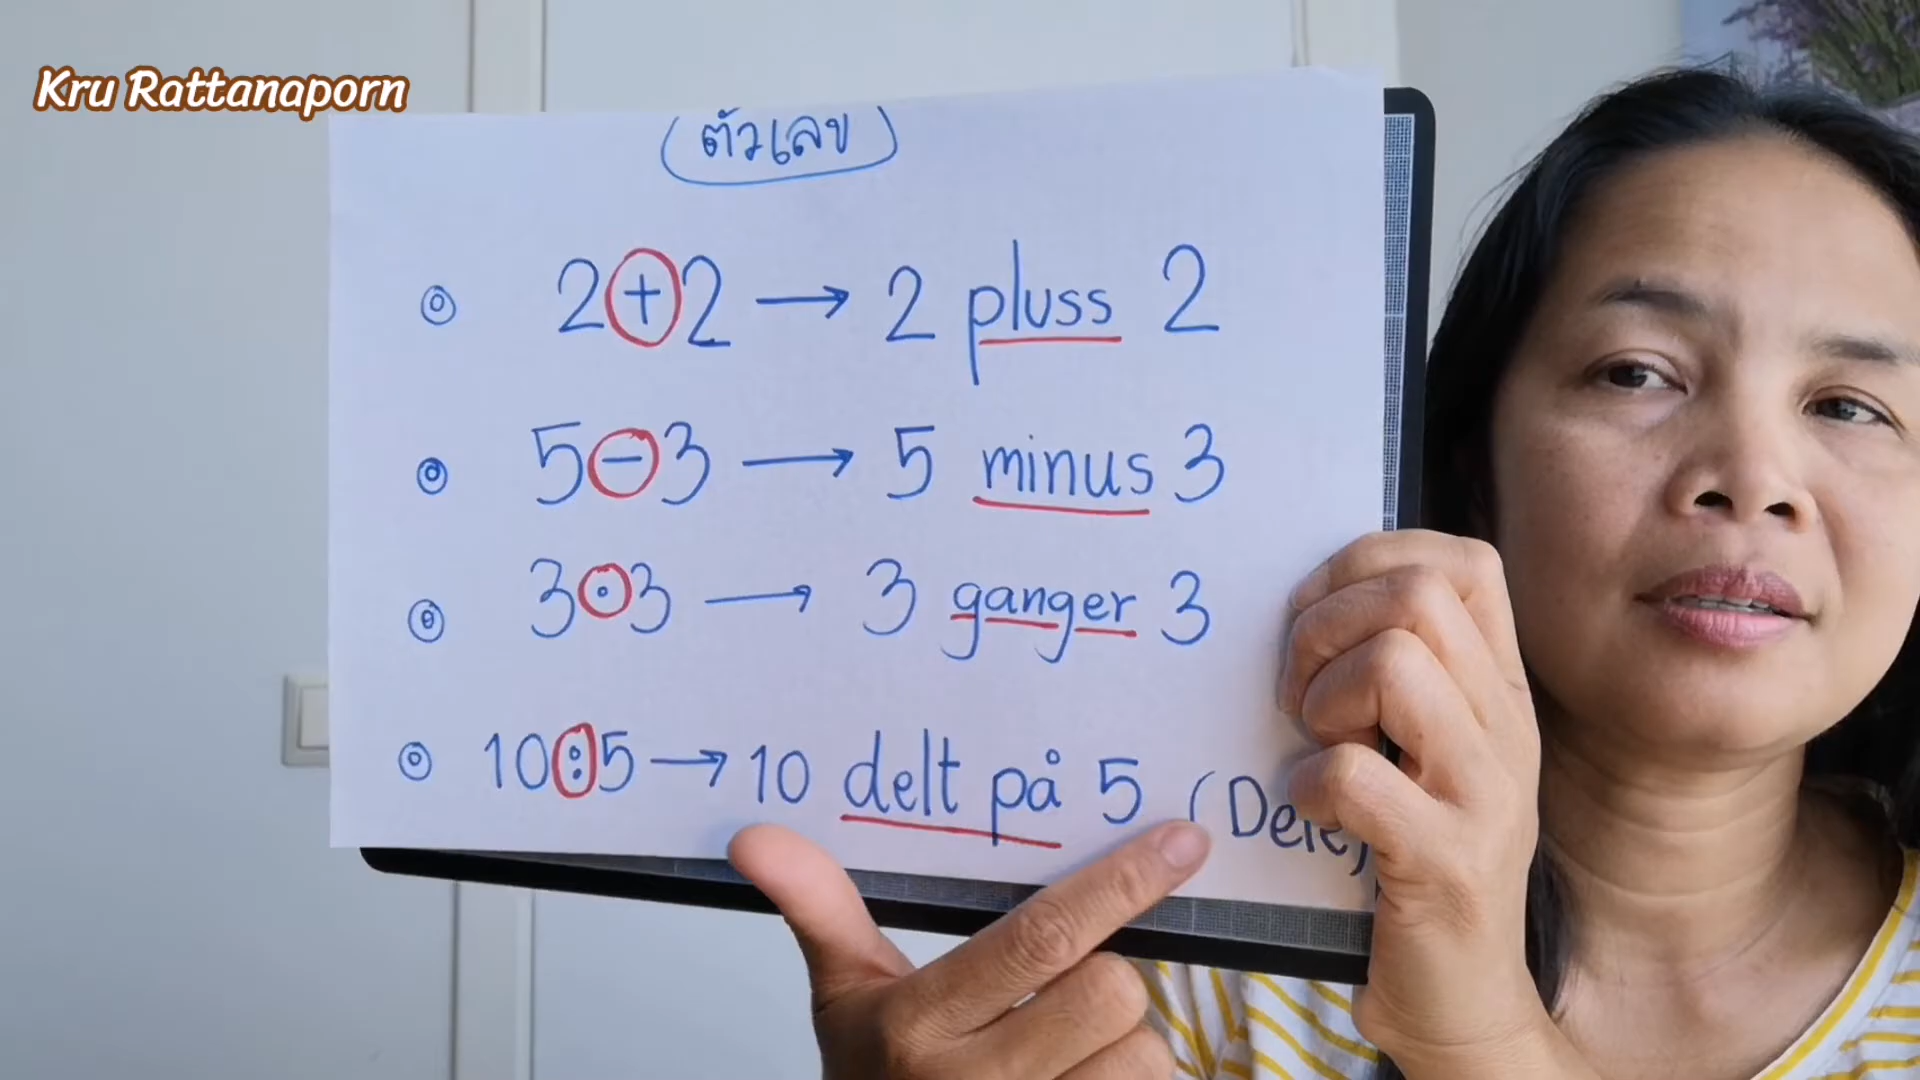 Kru Rattanaporn
(ตัวเลข)
2+2 → 2 pluss 2
5-3 → 5 minus 3
3·3 → 3 ganger 3
10:5 → 10 delt på 5 (Dele)